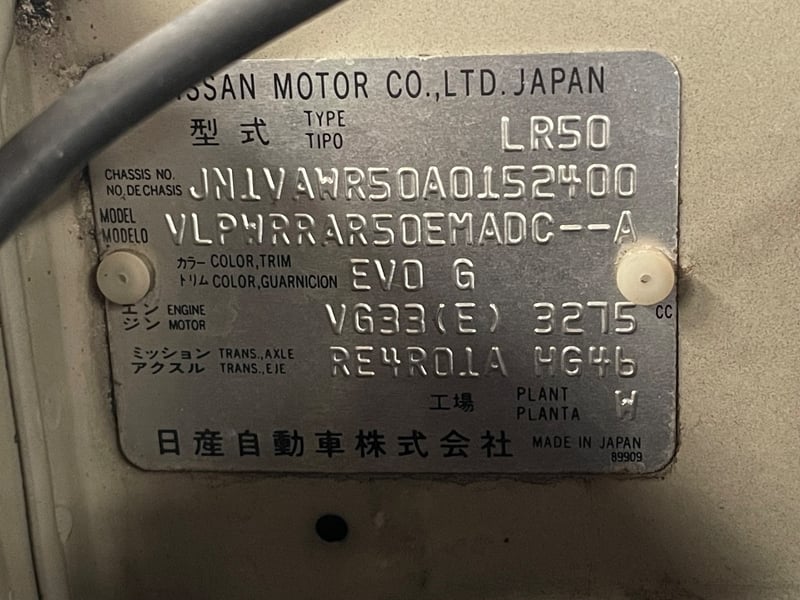 NISSAN MOTOR CO.,LTD. JAPAN
型式 TYPE TIPO LR50
CHASSIS NO. NO, DE CHASIS JN1VAWR50A0152400
MODEL MODELO VLPWRRAR50EMADC--A
カラー COLOR, TRIM
トリム COLOR, GUARNICION EV0 G
エン ENGINE
ジン MOTOR VG33(E) 3275 CC
ミッション TRANS., AXLE
アクスル TRANS., EJE RE4R01A HG46
工場 PLANT PLANTA W
日産自動車株式会社 MADE IN JAPAN
89909